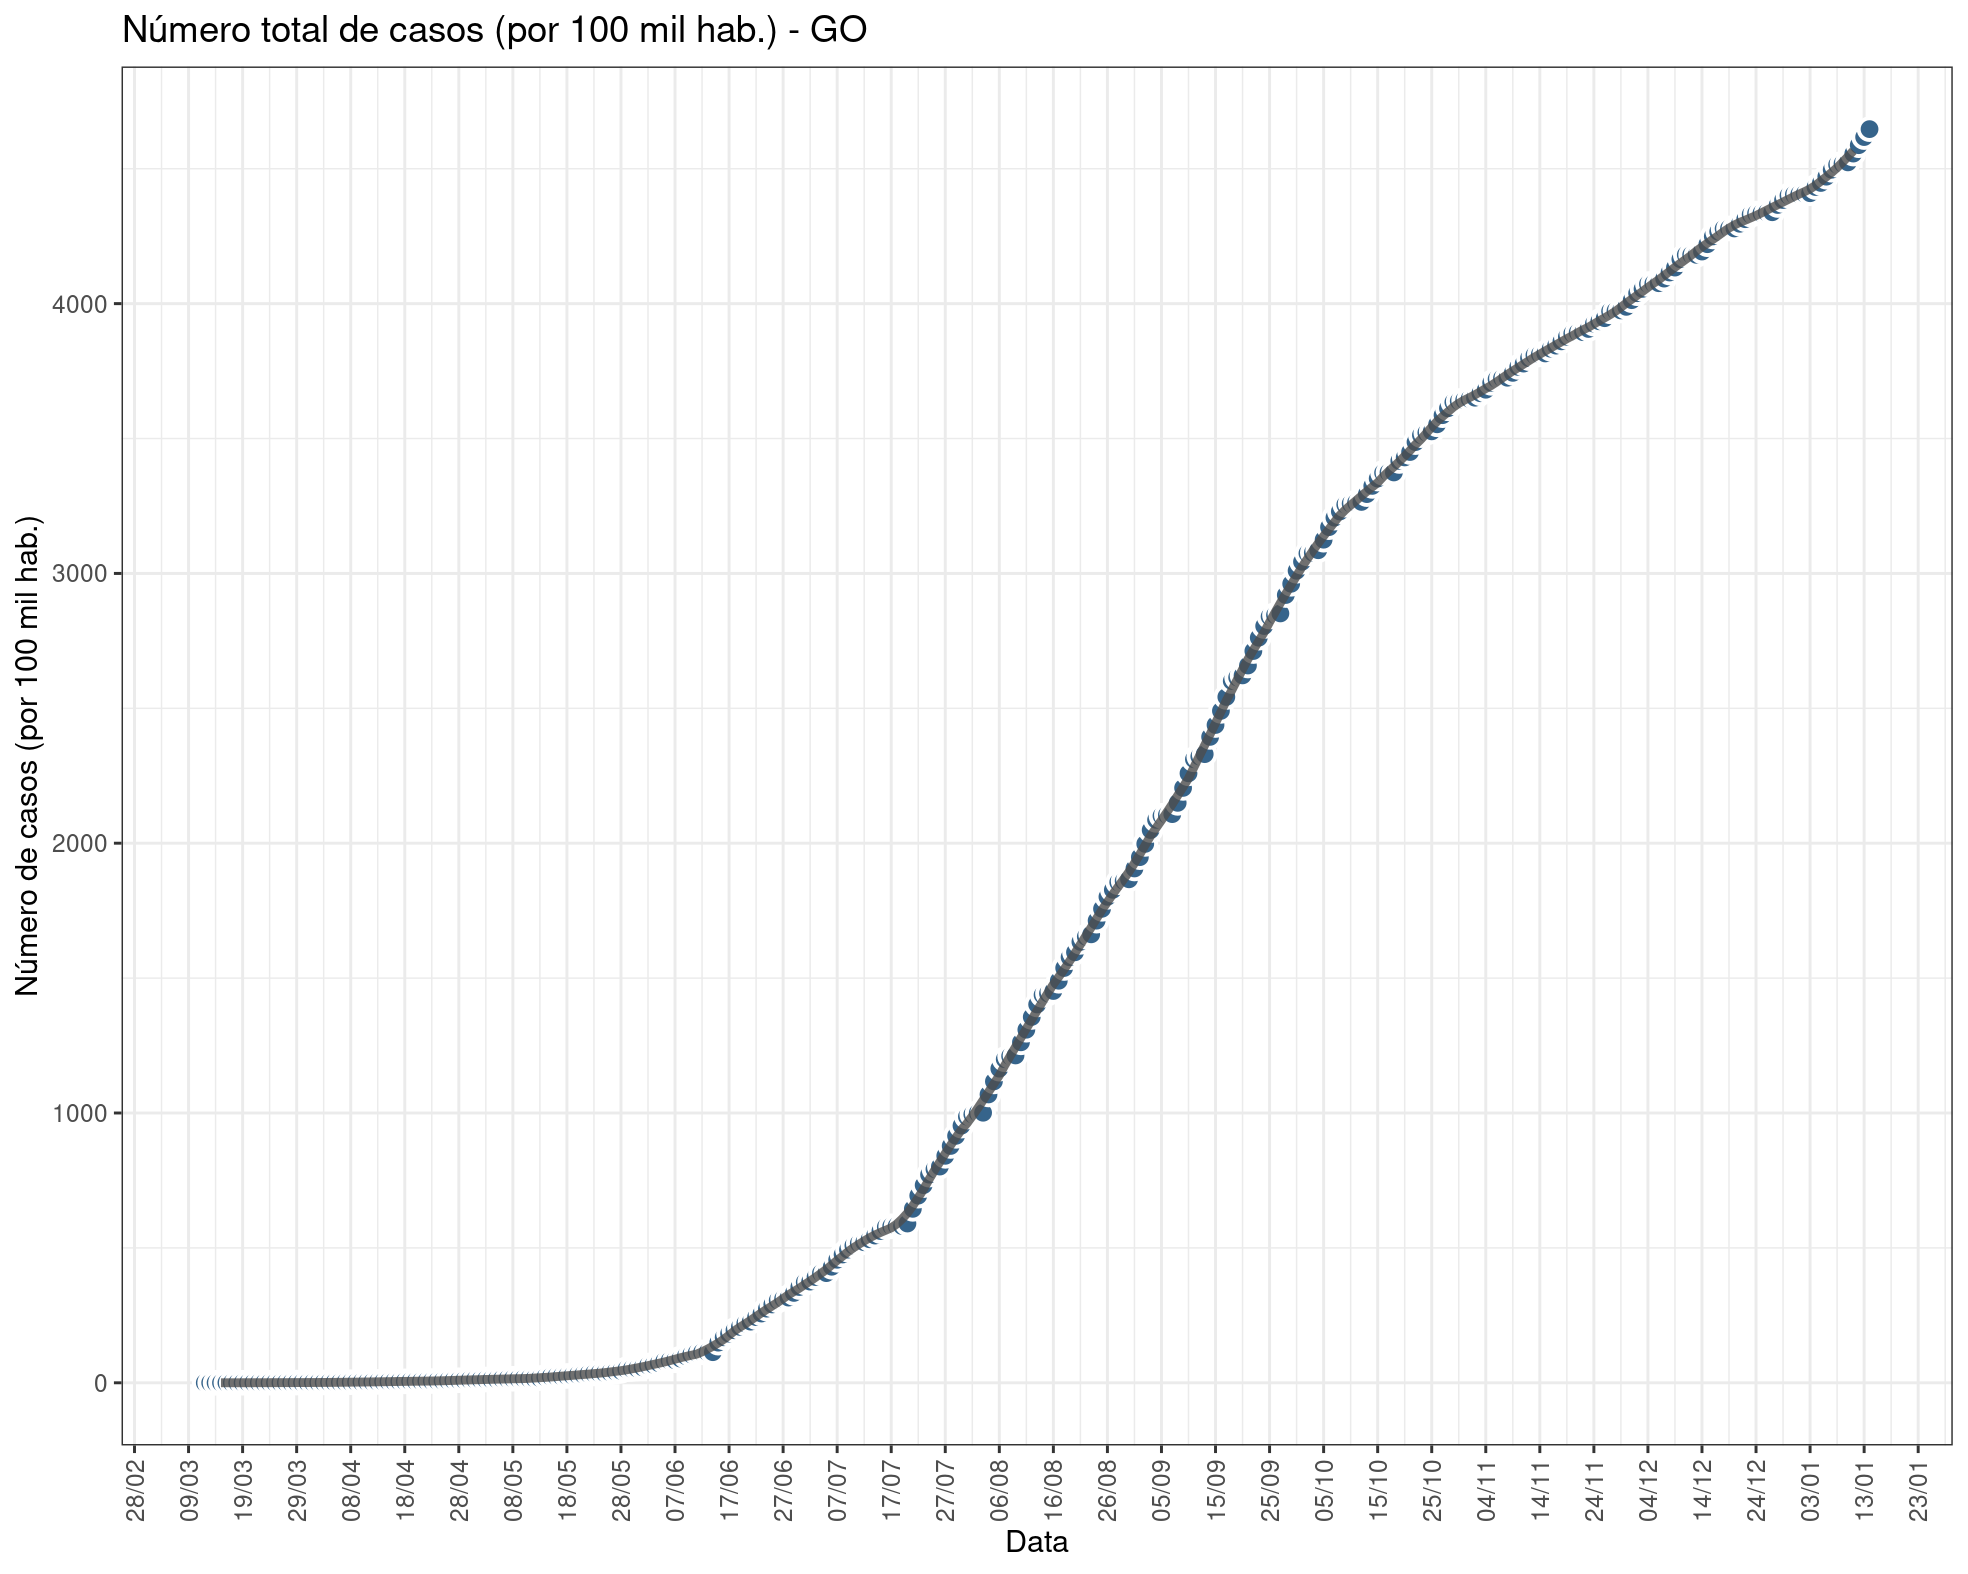 Número total de casos (por 100 mil hab.) - GO
Número de casos (por 100 mil hab.)
4000
3000
2000
1000
0
28/02 09/03 19/03 29/03 08/04 18/04 28/04 08/05 18/05 28/05 07/06 17/06 27/06 07/07 17/07 27/07 06/08 16/08 26/08 05/09 15/09 25/09 05/10 15/10 25/10 04/11 14/11 24/11 04/12 14/12 24/12 03/01 13/01 23/01
Data